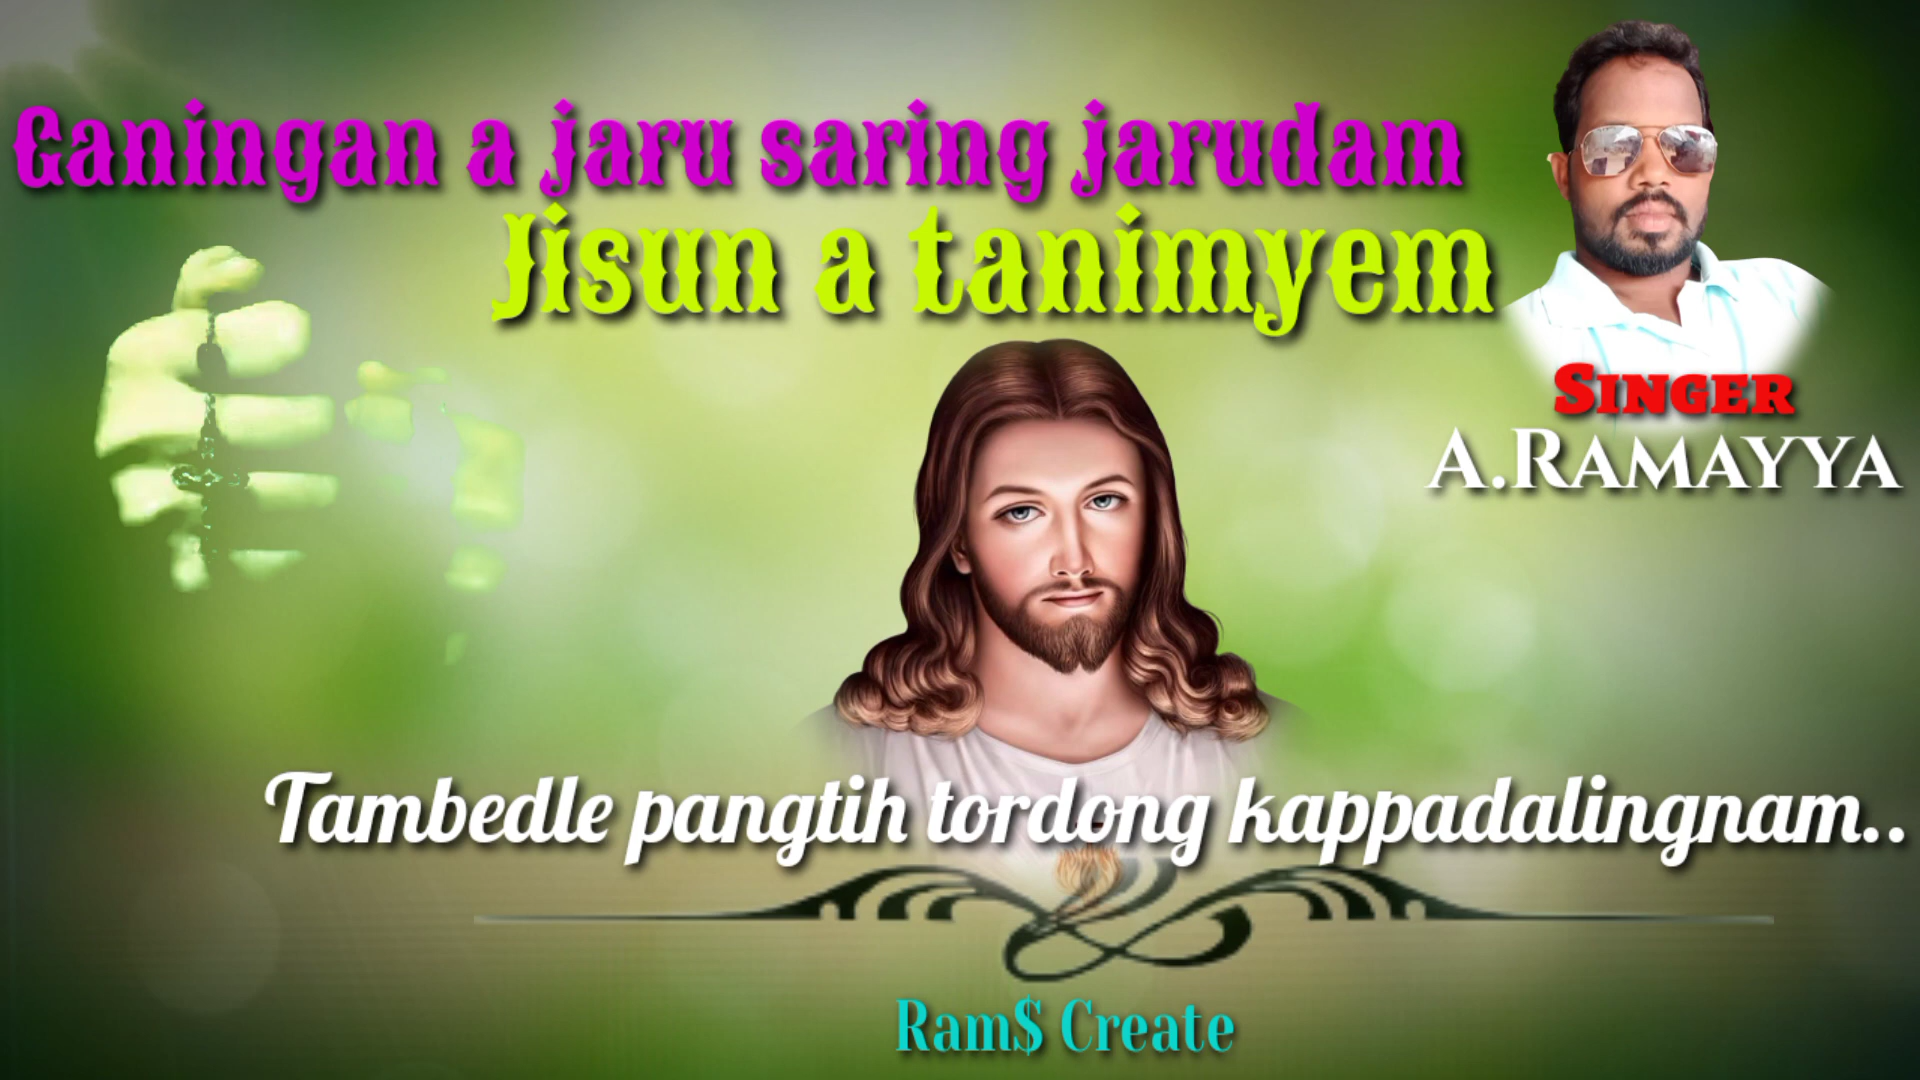 Ganingan a jaru saring jarudam
Jisun a tanimyem
SINGER
A.RAMAYYA
Tambedle pangtih tordong kappadalingnam..
Ram$ Create